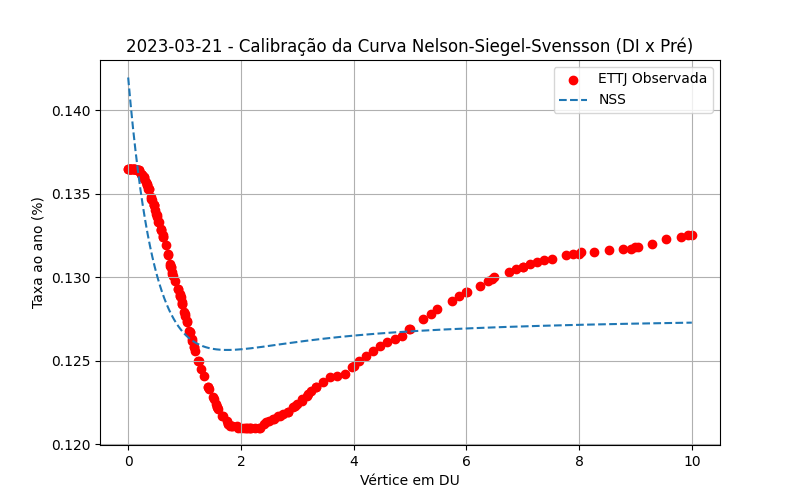 2023-03-21 - Calibração da Curva Nelson-Siegel-Svensson (DI x Pré)
ETTJ Observada
NSS
0.140
0.135
0.130
0.125
0.120
Taxa ao ano (%)
0
2
4
6
8
10
Vértice em DU